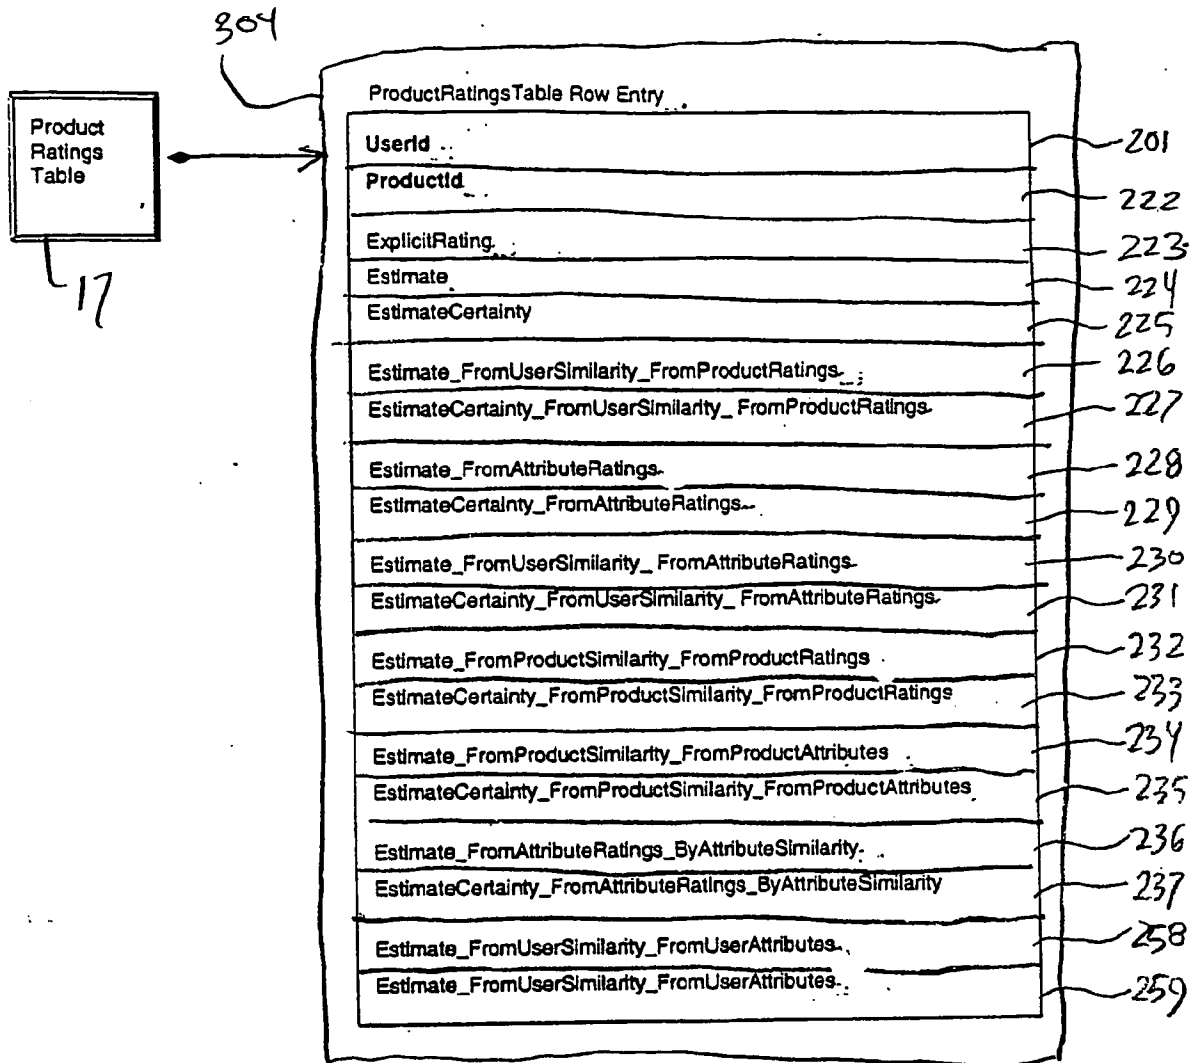 304
ProductRatingsTable Row Entry
Product
Ratings
Table
17
UserId
201
ProductId
222
ExplicitRating
223
Estimate
224
EstimateCertainty
225
Estimate_FromUserSimilarity_FromProductRatings
226
EstimateCertainty_FromUserSimilarity_ FromProductRatings
227
Estimate_FromAttributeRatings
228
EstimateCertainty_FromAttributeRatings
229
Estimate_FromUserSimilarity_ FromAttributeRatings
230
EstimateCertainty_FromUserSimilarity_ FromAttributeRatings
231
Estimate_FromProductSimilarity_FromProductRatings
232
EstimateCertainty_FromProductSimilarity_FromProductRatings
233
Estimate_FromProductSimilarity_FromProductAttributes
234
EstimateCertainty_FromProductSimilarity_FromProductAttributes
235
Estimate_FromAttributeRatings_ByAttributeSimilarity
236
EstimateCertainty_FromAttributeRatings_ByAttributeSimilarity
237
Estimate_FromUserSimilarity_FromUserAttributes
258
Estimate_FromUserSimilarity_FromUserAttributes
259